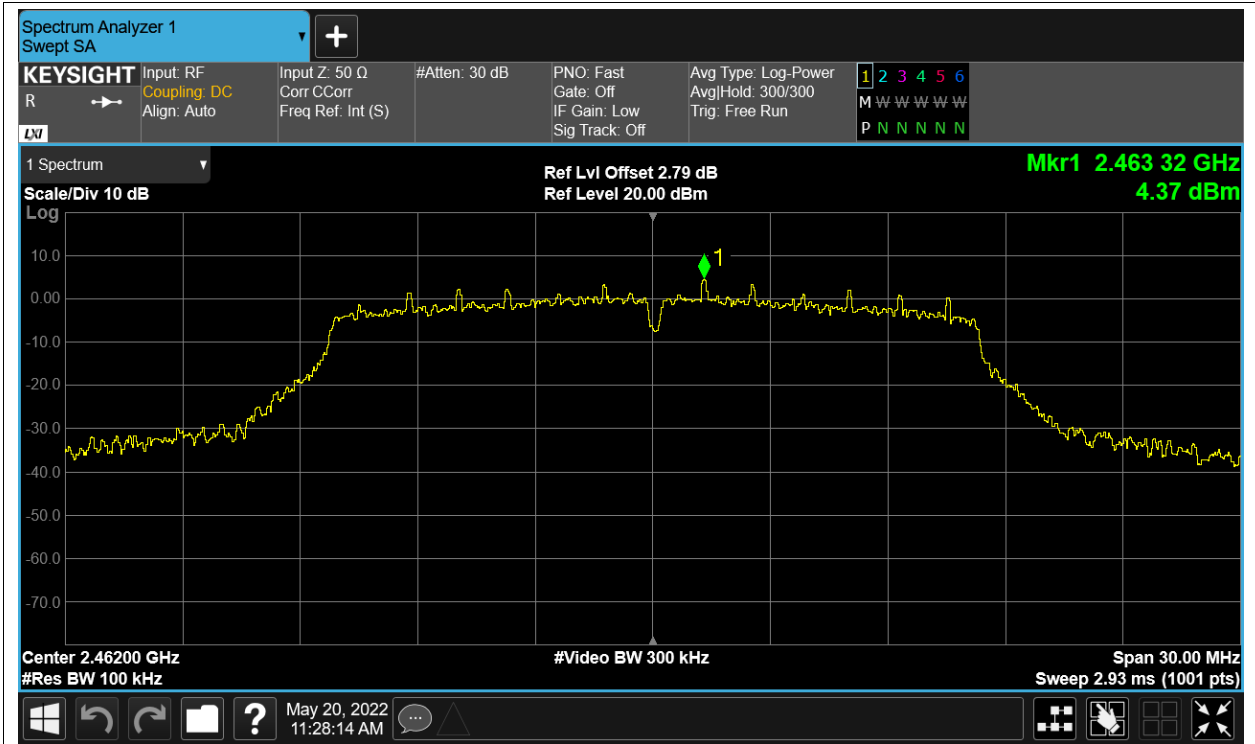 Spectrum Analyzer 1
Swept SA
KEYSIGHT
R
LXI
Input: RF
Coupling: DC
Align: Auto
Input Z: 50 Ω
Corr CCorr
Freq Ref: Int (S)
#Atten: 30 dB
PNO: Fast
Gate: Off
IF Gain: Low
Sig Track: Off
Avg Type: Log-Power
Avg|Hold: 300/300
Trig: Free Run
1 2 3 4 5 6
M W W W W W
P N N N N N
1 Spectrum
Scale/Div 10 dB
Log
Ref Lvl Offset 2.79 dB
Ref Level 20.00 dBm
Mkr1 2.463 32 GHz
4.37 dBm
1
10.0
0.00
-10.0
-20.0
-30.0
-40.0
-50.0
-60.0
-70.0
Center 2.46200 GHz
#Video BW 300 kHz
Span 30.00 MHz
#Res BW 100 kHz
Sweep 2.93 ms (1001 pts)
?
May 20, 2022
11:28:14 AM